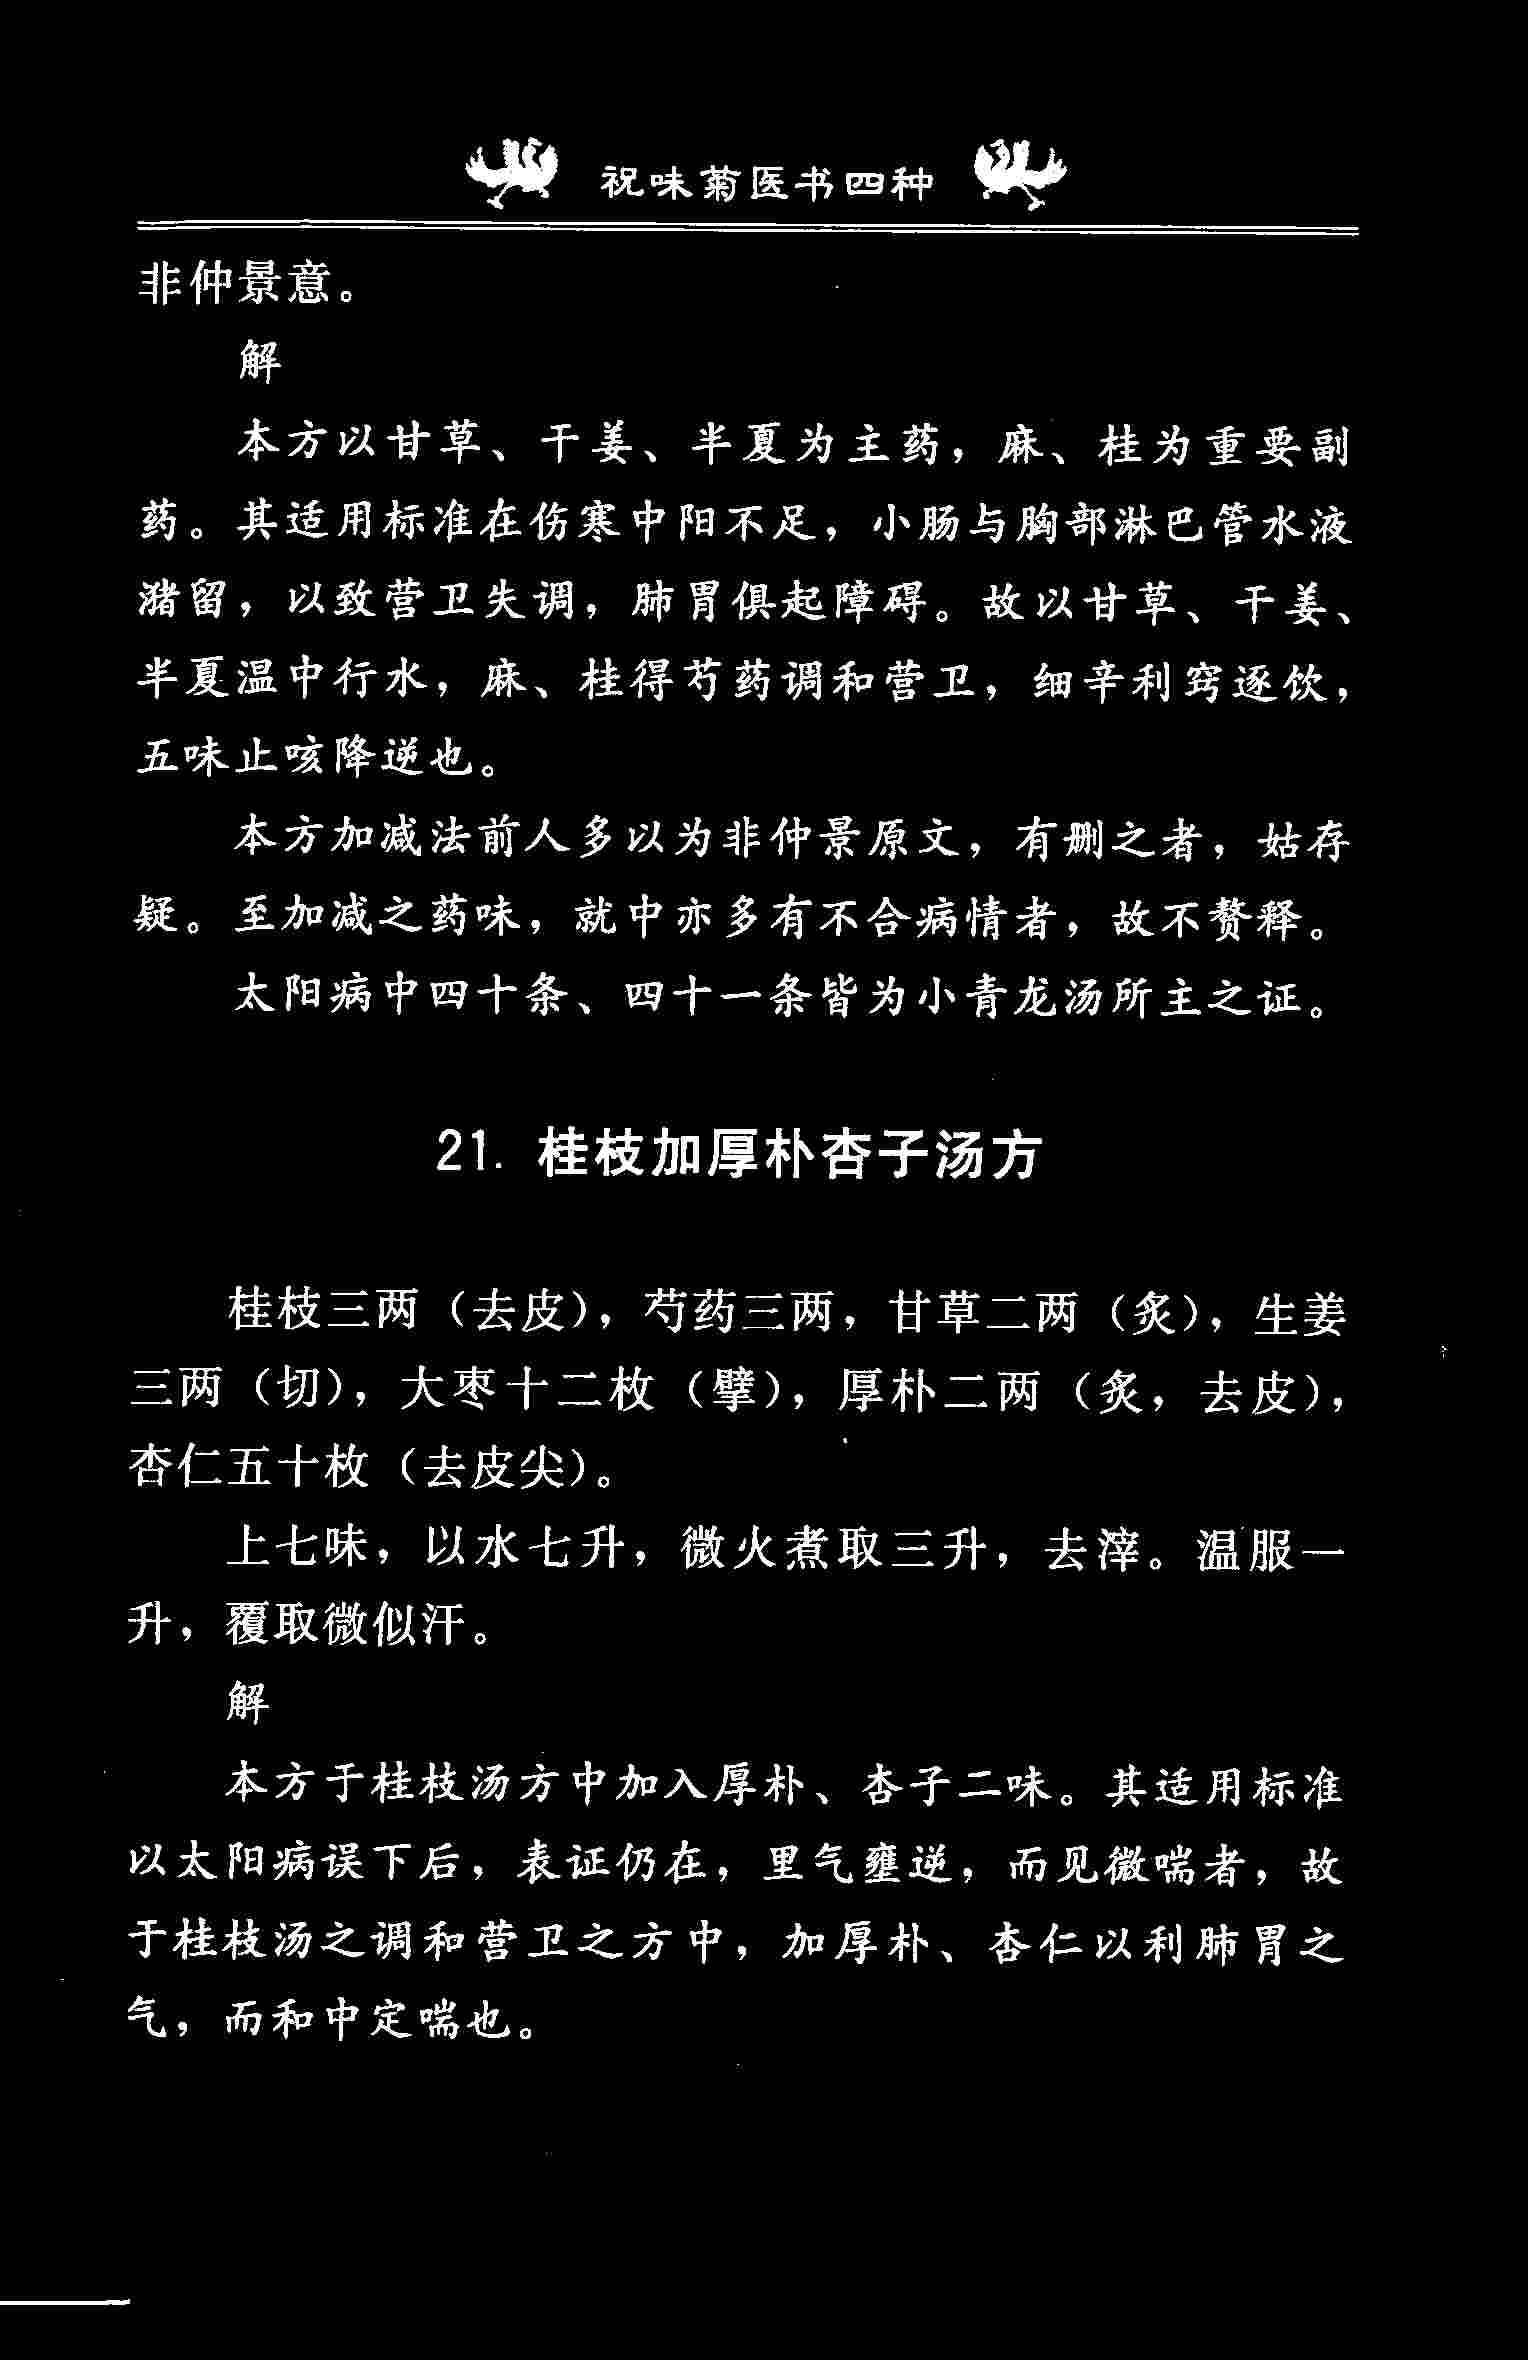 祝味菊医书四种
非仲景意。
解
本方以甘草、干姜、半夏为主药，麻、桂为重要副
药。其适用标准在伤寒中阳不足，小肠与胸部淋巴管水液
潴留，以致营卫失调，肺胃俱起障碍。故以甘草、干姜、
半夏温中行水，麻、桂得芍药调和营卫，细辛利窍逐饮，
五味止咳降逆也。
本方加减法前人多以为非仲景原文，有删之者，姑存
疑。至加减之药味，就中亦多有不合病情者，故不赘释。
太阳病中四十条、四十一条皆为小青龙汤所主之证。
21. 桂枝加厚朴杏子汤方
桂枝三两（去皮），芍药三两，甘草二两（炙），生姜
三两（切），大枣十二枚（擘），厚朴二两（炙，去皮），
杏仁五十枚（去皮尖）。
上七味，以水七升，微火煮取三升，去滓。温服一
升，覆取微似汗。
解
本方于桂枝汤方中加入厚朴、杏子二味。其适用标准
以太阳病误下后，表证仍在，里气壅逆，而见微喘者，故
于桂枝汤之调和营卫之方中，加厚朴、杏仁以利肺胃之
气，而和中定喘也。